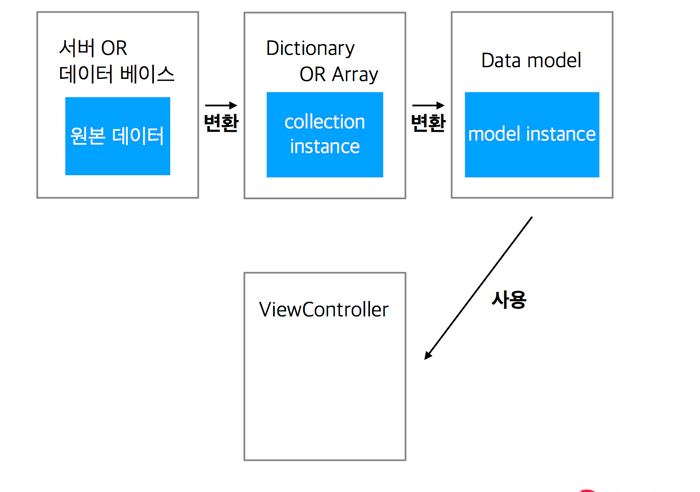 서버 OR
데이터 베이스
원본 데이터
변환
Dictionary
OR Array
collection
instance
변환
Data model
model instance
사용
ViewController